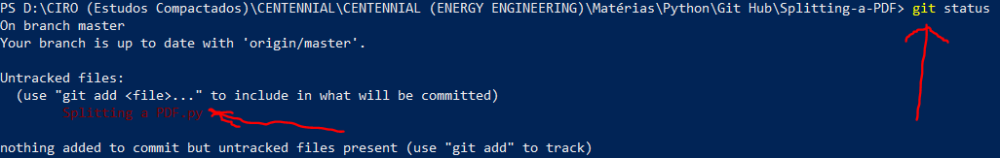 PS D:\CIRO (Estudos Compactados)\CENTENNIAL\CENTENNIAL (ENERGY ENGINEERING)\Matérias\Python\Git Hub\Splitting-a-PDF> git status
On branch master
Your branch is up to date with 'origin/master'.
Untracked files:
(use "git add <file>..." to include in what will be committed)
Splitting-a-PDF.py
nothing added to commit but untracked files present (use "git add" to track)